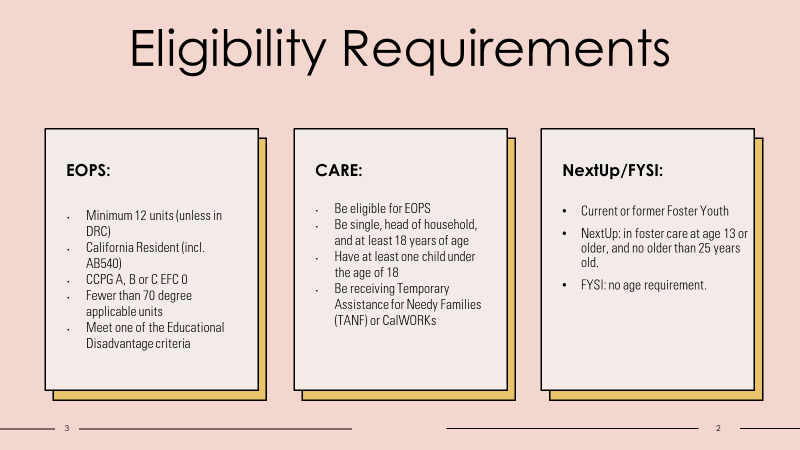 Eligibility Requirements
EOPS:
· Minimum 12 units (unless in
DRC)
· California Resident (incl.
AB540)
· CCPG A, B or C EFC 0
· Fewer than 70 degree
applicable units
· Meet one of the Educational
Disadvantage criteria
CARE:
· Be eligible for EOPS
· Be single, head of household,
and at least 18 years of age
· Have at least one child under
the age of 18
· Be receiving Temporary
Assistance for Needy Families
(TANF) or CalWORKs
NextUp/FYSI:
• Current or former Foster Youth
• NextUp: in foster care at age 13 or
older, and no older than 25 years
old.
• FYSI: no age requirement.
3
2